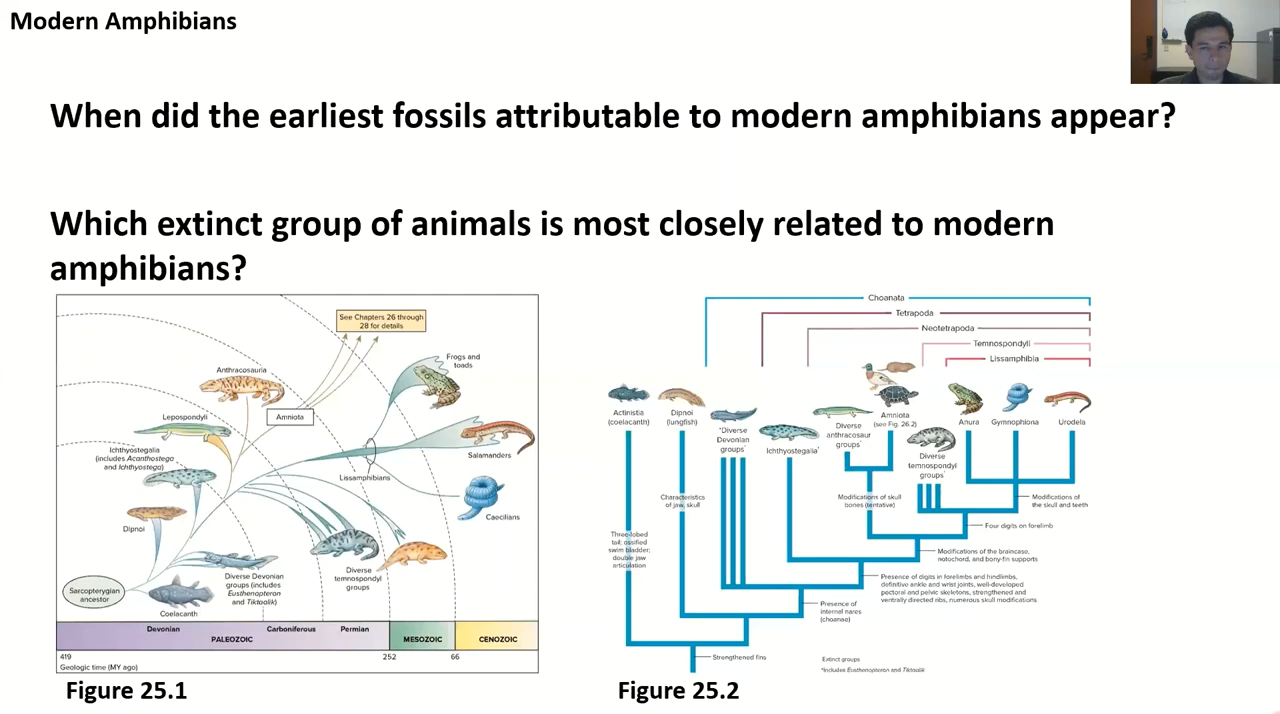 Modern Amphibians
When did the earliest fossils attributable to modern amphibians appear?
Which extinct group of animals is most closely related to modern
amphibians?
See Chapters 26 through
28 for details
Frogs and
toads
Anthracosauria
Amniota
Lepospondyli
Ichthyostegalia
(includes Acanthostega
and Ichthyostega)
Salamanders
Lissamphibians
Caecilians
Dipnoi
Diverse
temnospondyl
groups
Diverse Devonian
groups (includes
Eusthenopteron
and Tiktaalik)
Sarcopterygian
ancestor
Coelacanth
Devonian
Carboniferous
Permian
PALEOZOIC
MESOZOIC
CENOZOIC
419
252
66
Geologic time (MY ago)
Figure 25.1
Choanata
Tetrapoda
Neotetrapoda
Temnospondyli
Lissamphibia
Actinistia
(coelacanth)
Dipnoi
(lungfish)
"Diverse
Devonian
groups
Ichthyostegalia
Diverse
anthracosaur
groups
Amniota
(see Fig. 26.2)
Diverse
temnospondyl
groups
Anura
Gymnophiona
Urodela
Characteristics
of jaw, skull
Modifications of skull
bones (tentative)
Modifications of
the skull and teeth
Four digits on forelimb
Three-lobed
tail; ossified
swim bladder;
double jaw
articulation
Modifications of the braincase,
notochord, and bony-fin supports
Presence of digits in forelimbs and hindlimbs,
definitive ankle and wrist joints, well-developed
pectoral and pelvic skeletons, strengthened and
ventrally directed ribs, numerous skull modifications
Presence of
internal nares
(choanae)
Strengthened fins
Extinct groups
*Includes Eusthenopteron and Tiktaalik
Figure 25.2